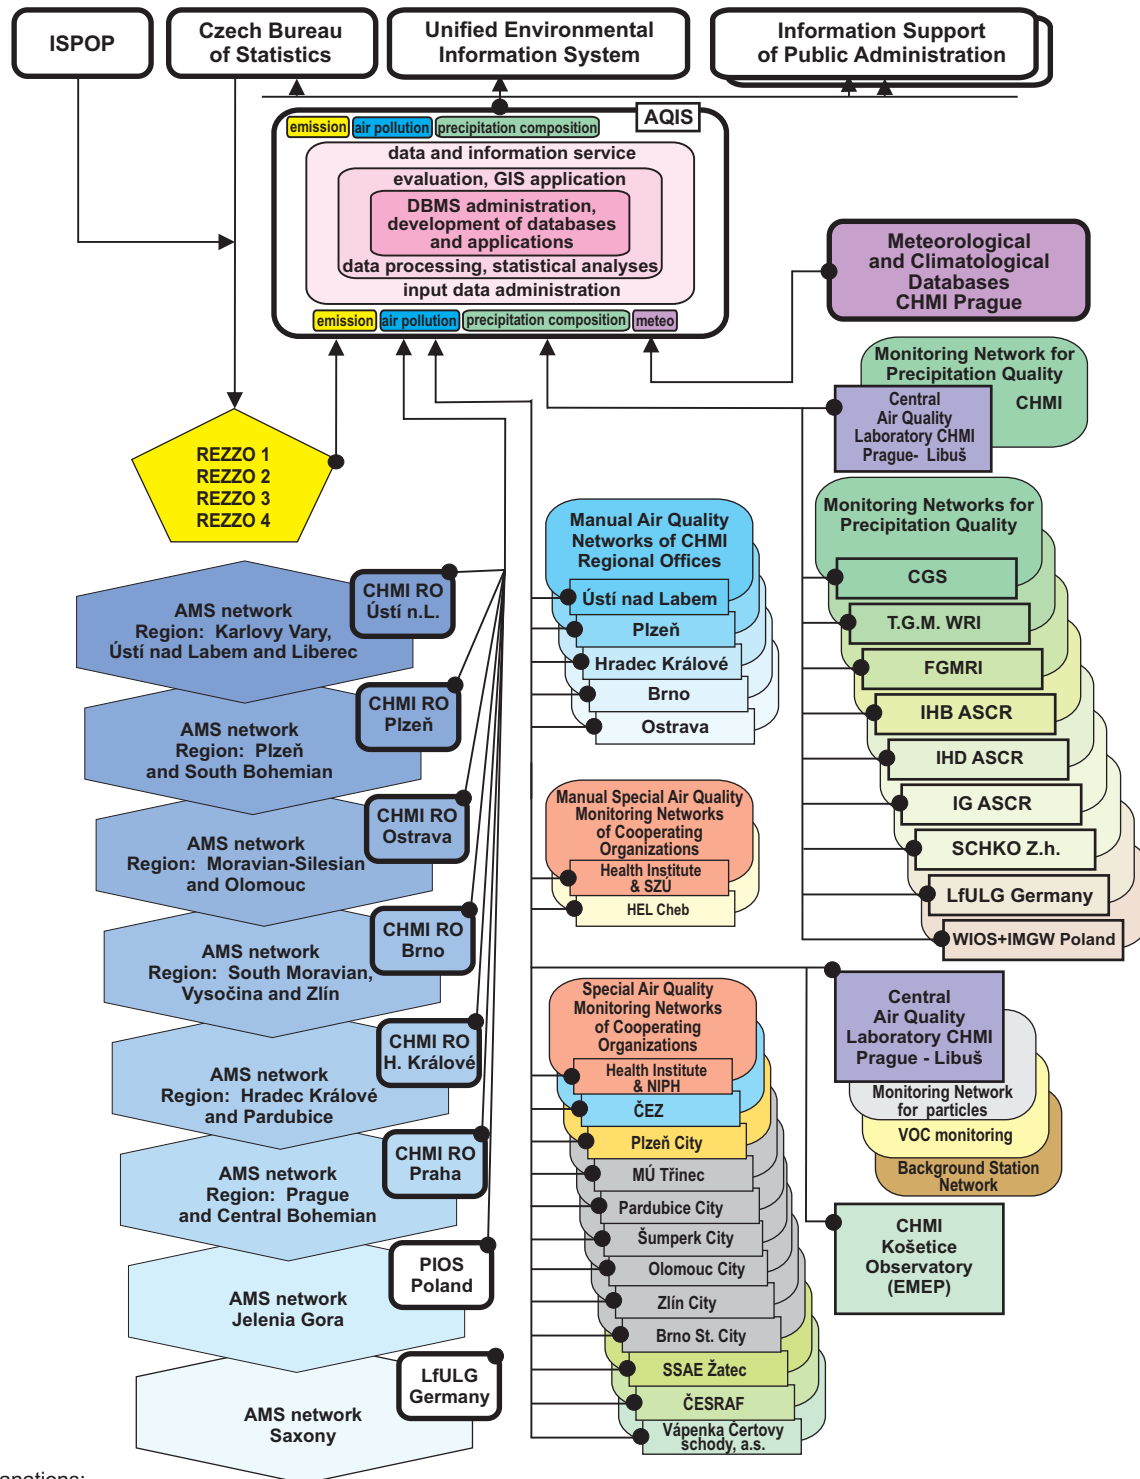 ISPOP
Czech Bureau
of Statistics
Unified Environmental
Information System
Information Support
of Public Administration
AQIS
emission
air pollution
precipitation composition
data and information service
evaluation, GIS application
DBMS administration,
development of databases
and applications
data processing, statistical analyses
input data administration
emission
air pollution
precipitation composition
meteo
Meteorological
and Climatological
Databases
CHMI Prague
Monitoring Network for
Precipitation Quality
CHMI
Central
Air Quality
Laboratory CHMI
Prague- Libuš
REZZO 1
REZZO 2
REZZO 3
REZZO 4
Manual Air Quality
Networks of CHMI
Regional Offices
Ústí nad Labem
Plzeň
Hradec Králové
Brno
Ostrava
Monitoring Networks for
Precipitation Quality
CGS
T.G.M. WRI
FGMRI
IHB ASCR
IHD ASCR
IG ASCR
SCHKO Z.h.
LfULG Germany
WIOS+IMGW Poland
CHMI RO
Ústí n.L.
AMS network
Region: Karlovy Vary,
Ústí nad Labem and Liberec
CHMI RO
Plzeň
AMS network
Region: Plzeň
and South Bohemian
CHMI RO
Ostrava
AMS network
Region: Moravian-Silesian
and Olomouc
CHMI RO
Brno
AMS network
Region: South Moravian,
Vysočina and Zlín
CHMI RO
H. Králové
AMS network
Region: Hradec Králové
and Pardubice
CHMI RO
Praha
AMS network
Region: Prague
and Central Bohemian
PIOS
Poland
AMS network
Jelenia Gora
LfULG
Germany
AMS network
Saxony
Manual Special Air Quality
Monitoring Networks
of Cooperating
Organizations
Health Institute
& SZÚ
HEL Cheb
Special Air Quality
Monitoring Networks
of Cooperating
Organizations
Health Institute
& NIPH
ČEZ
Plzeň City
MÚ Třinec
Pardubice City
Šumperk City
Olomouc City
Zlín City
Brno St. City
SSAE Žatec
ČESRAF
Vápenka Čertovy
schody, a.s.
Central
Air Quality
Laboratory CHMI
Prague - Libuš
Monitoring Network
for particles
VOC monitoring
Background Station
Network
CHMI
Košetice
Observatory
(EMEP)